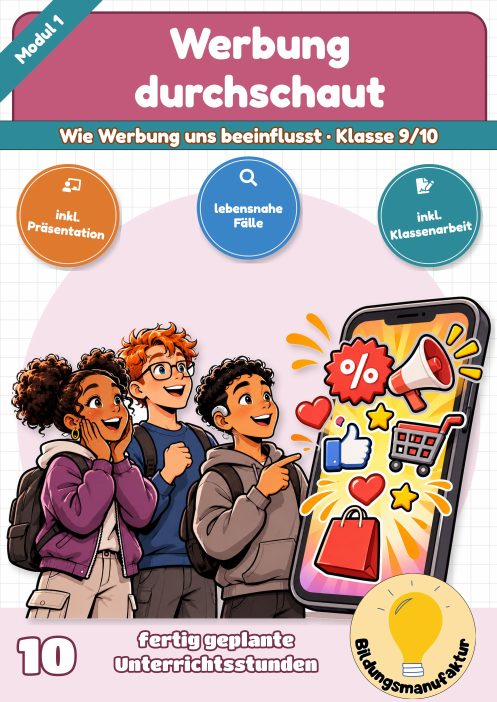 Modul 1
Werbung
durchschaut
Wie Werbung uns beeinflusst · Klasse 9/10
inkl.
Präsentation
lebensnahe
Fälle
inkl.
Klassenarbeit
%
10
fertig geplante
Unterrichtsstunden
Bildungsmanufaktur